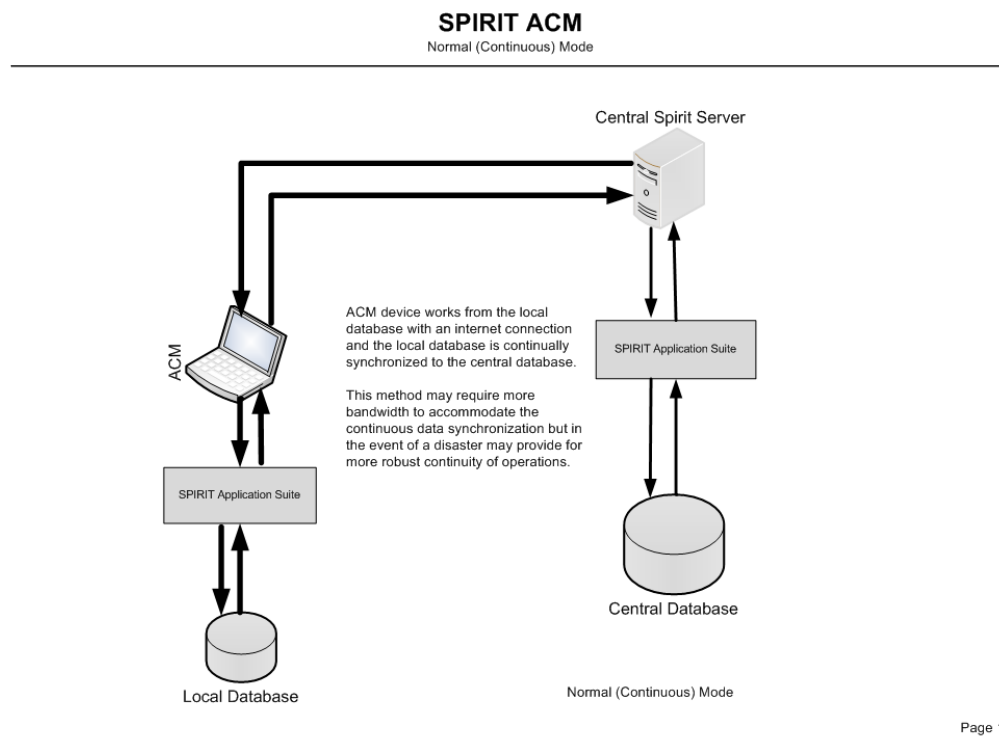 SPIRIT ACM
Normal (Continuous) Mode
Central Spirit Server
ACM device works from the local
database with an internet connection
and the local database is continually
synchronized to the central database.
This method may require more
bandwidth to accommodate the
continuous data synchronization but in
the event of a disaster may provide for
more robust continuity of operations.
SPIRIT Application Suite
ACM
SPIRIT Application Suite
Central Database
Local Database
Normal (Continuous) Mode
Page